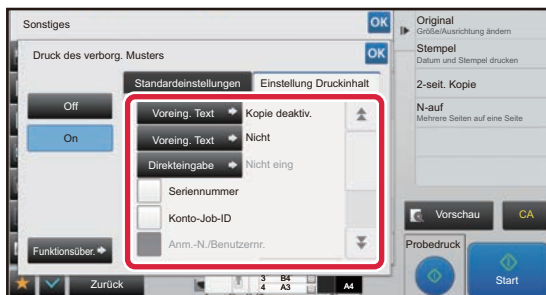 Sonstiges
OK
Druck des verborg. Musters
OK
Standardeinstellungen
Einstellung Druckinhalt
Off
On
Voreing. Text
Kopie deaktiv.
Voreing. Text
Nicht
Direkteingabe
Nicht eing
Seriennummer
Konto-Job-ID
Anm.-N./Benutzernr.
Funktionsüber.
Zurück
3 B4
4 A3
A4
Original
Größe/Ausrichtung ändern
Stempel
Datum und Stempel drucken
2-seit. Kopie
N-auf
Mehrere Seiten auf eine Seite
Vorschau
CA
Probedruck
Start